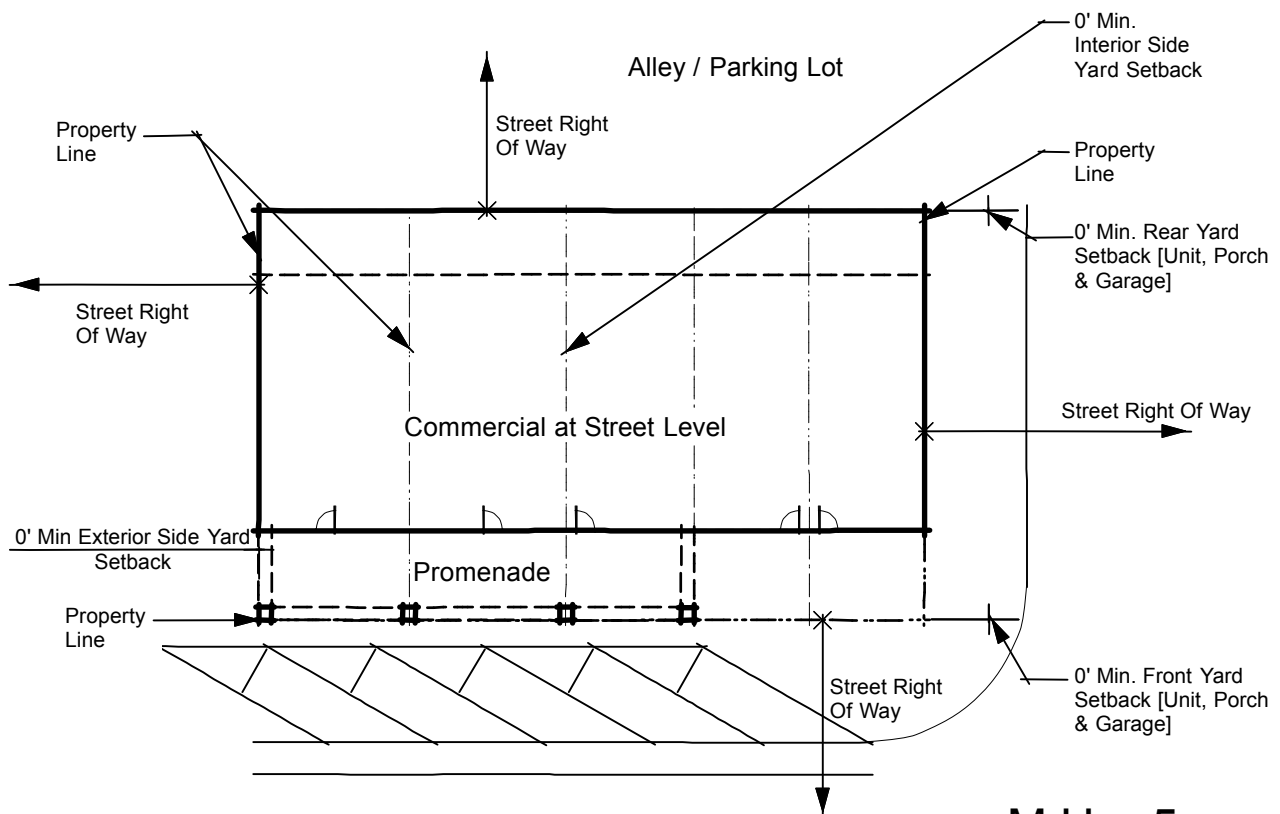 0' Min.
Interior Side
Yard Setback
Alley / Parking Lot
Street Right
Of Way
Property
Line
Property
Line
0' Min. Rear Yard
Setback [Unit, Porch
& Garage]
Street Right
Of Way
Street Right Of Way
Commercial at Street Level
0' Min Exterior Side Yard
Setback
Promenade
Property
Line
Street Right
Of Way
0' Min. Front Yard
Setback [Unit, Porch
& Garage]